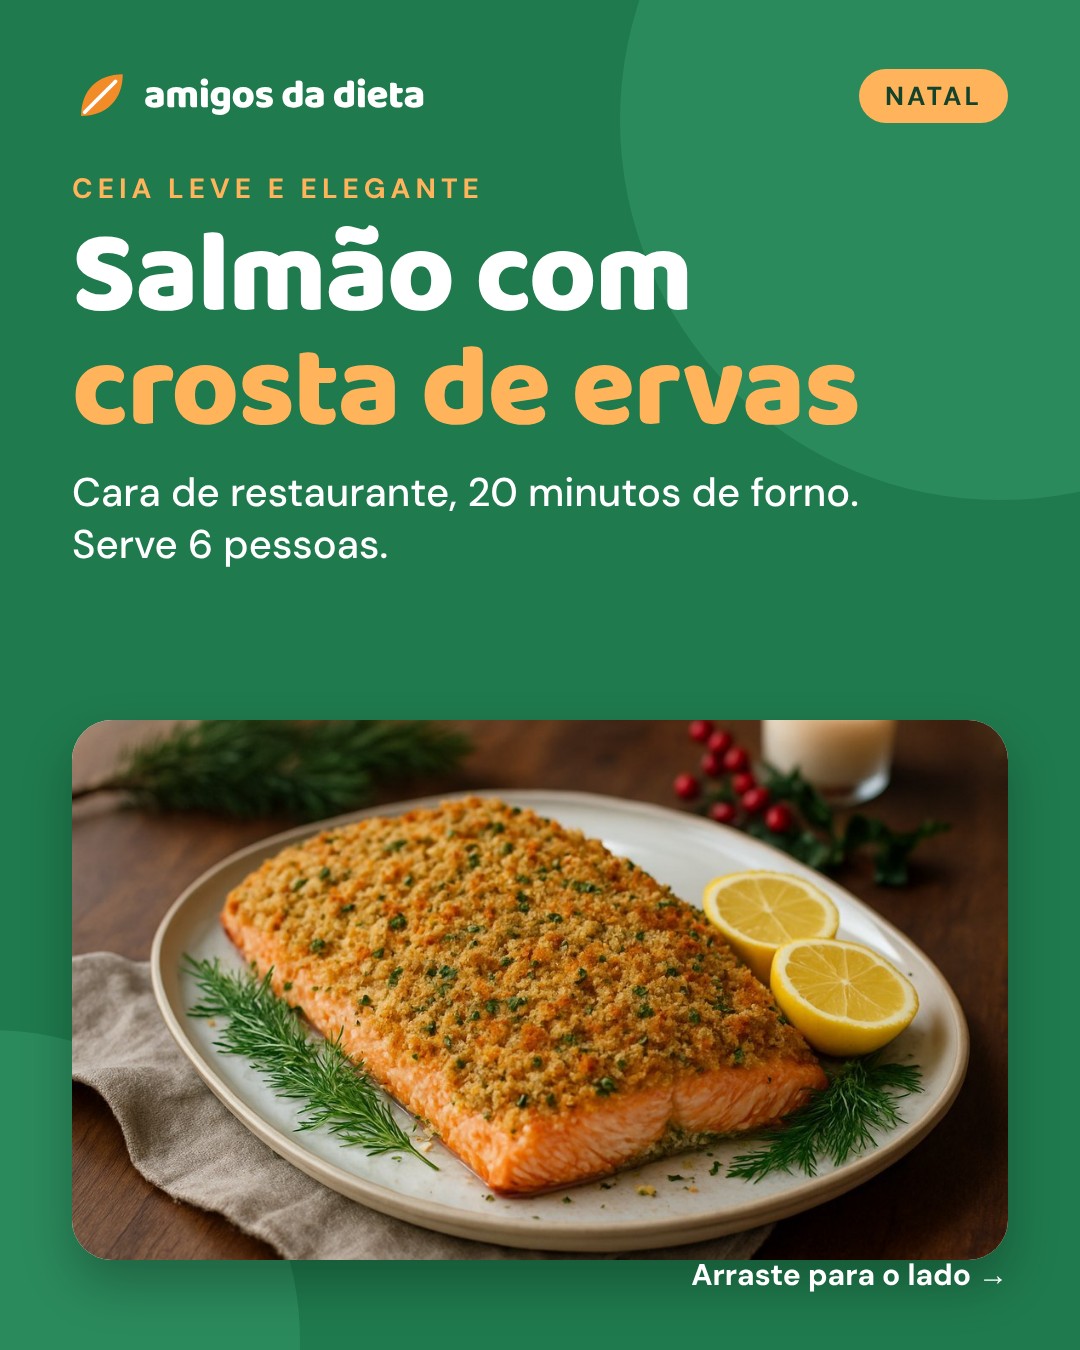 amigos da dieta
NATAL
CEIA LEVE E ELEGANTE
Salmão com
crosta de ervas
Cara de restaurante, 20 minutos de forno.
Serve 6 pessoas.
Arraste para o lado →